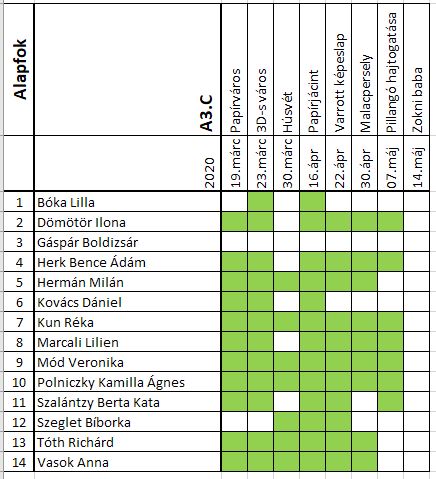 Alapfok
A3.C
Papírváros
3D-s város
Húsvét
Papírjácint
Varrott képeslap
Malacpersely
Pillangó hajtogatása
Zokni baba
2020
19.márc
23.márc
30.márc
16.ápr
22.ápr
30.ápr
07.máj
14.máj
1 Bóka Lilla
2 Dömötör Ilona
3 Gáspár Boldizsár
4 Herk Bence Ádám
5 Hermán Milán
6 Kovács Dániel
7 Kun Réka
8 Marcali Lilien
9 Mód Veronika
10 Polniczky Kamilla Ágnes
11 Szalántzy Berta Kata
12 Szeglet Bíborka
13 Tóth Richárd
14 Vasok Anna